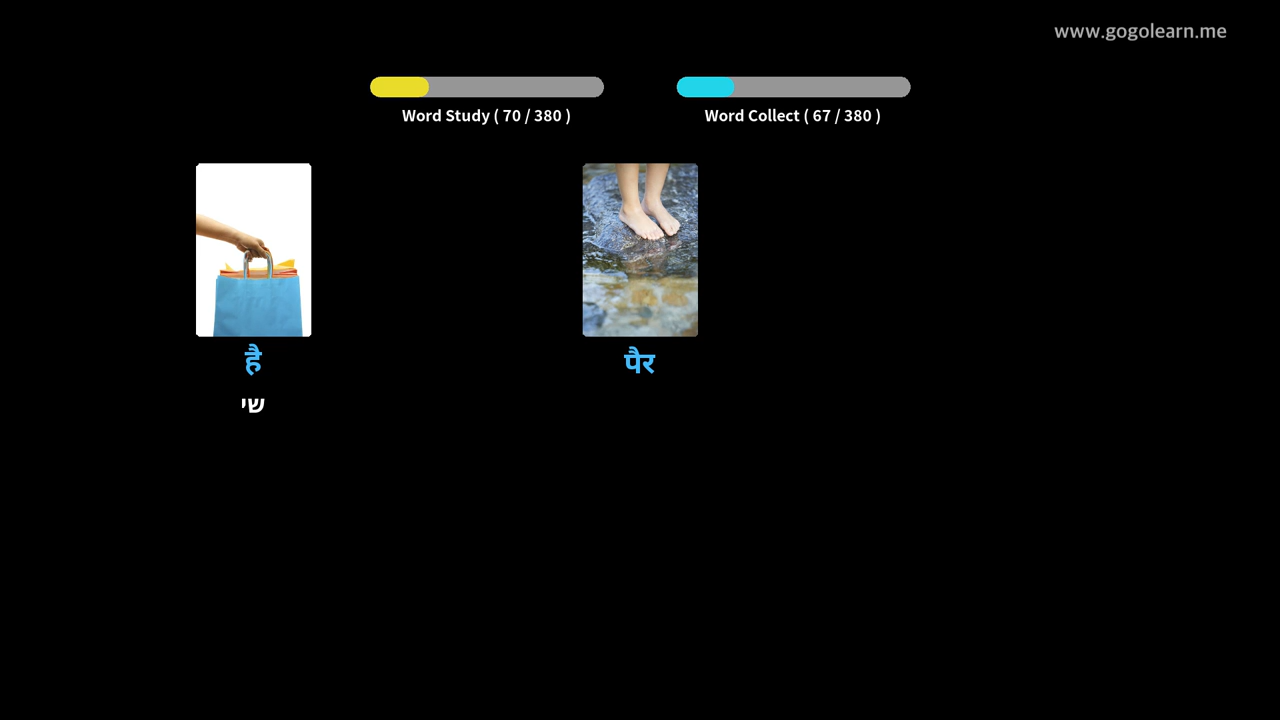 www.gogolearn.me
Word Study ( 70 / 380 )
Word Collect ( 67 / 380 )
है
पैर
שי